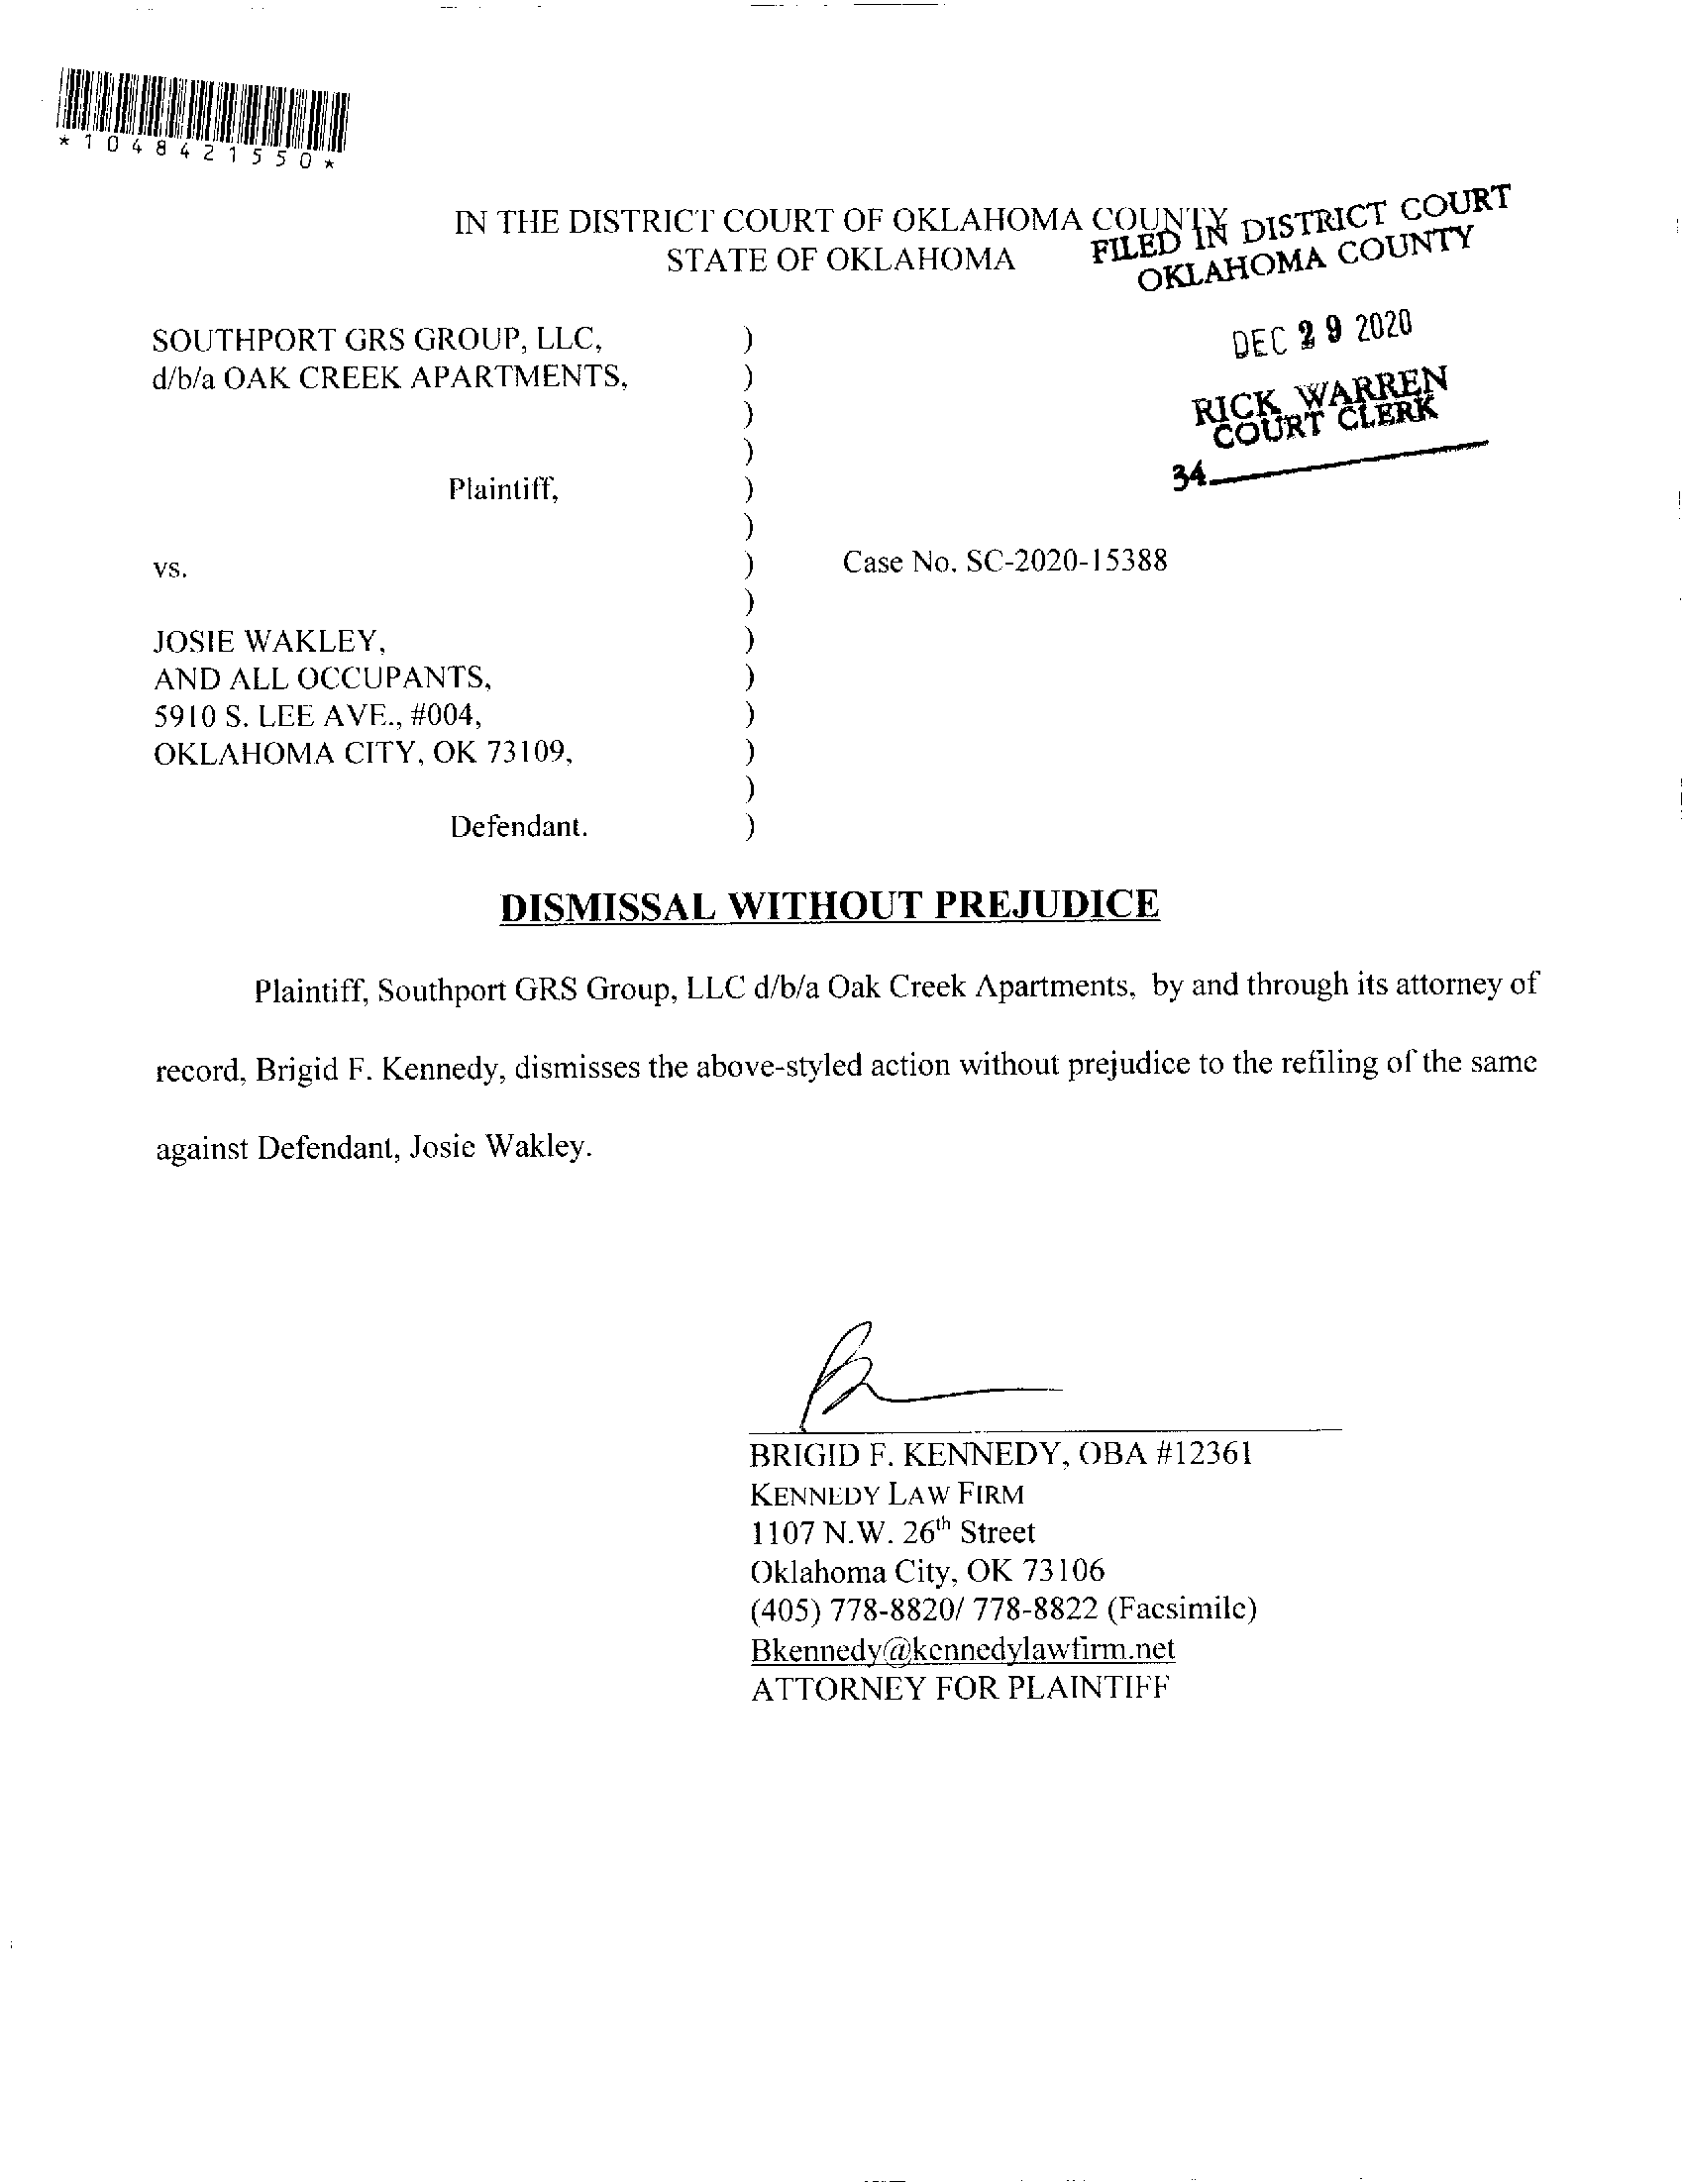 *1048421550*
IN THE DISTRICT COURT OF OKLAHOMA COUNTY
STATE OF OKLAHOMA
FILED IN DISTRICT COURT
OKLAHOMA COUNTY
DEC 29 2020
RICK WARREN
COURT CLERK
34
SOUTHPORT GRS GROUP, LLC, )
d/b/a OAK CREEK APARTMENTS, )
)
)
Plaintiff, )
)
vs. ) Case No. SC-2020-15388
)
JOSIE WAKLEY, )
AND ALL OCCUPANTS, )
5910 S. LEE AVE., #004, )
OKLAHOMA CITY, OK 73109, )
)
Defendant. )
DISMISSAL WITHOUT PREJUDICE
Plaintiff, Southport GRS Group, LLC d/b/a Oak Creek Apartments, by and through its attorney of
record, Brigid F. Kennedy, dismisses the above-styled action without prejudice to the refiling of the same
against Defendant, Josie Wakley.
BRIGID F. KENNEDY, OBA #12361
KENNEDY LAW FIRM
1107 N.W. 26th Street
Oklahoma City, OK 73106
(405) 778-8820/ 778-8822 (Facsimile)
Bkennedy@kennedylawfirm.net
ATTORNEY FOR PLAINTIFF